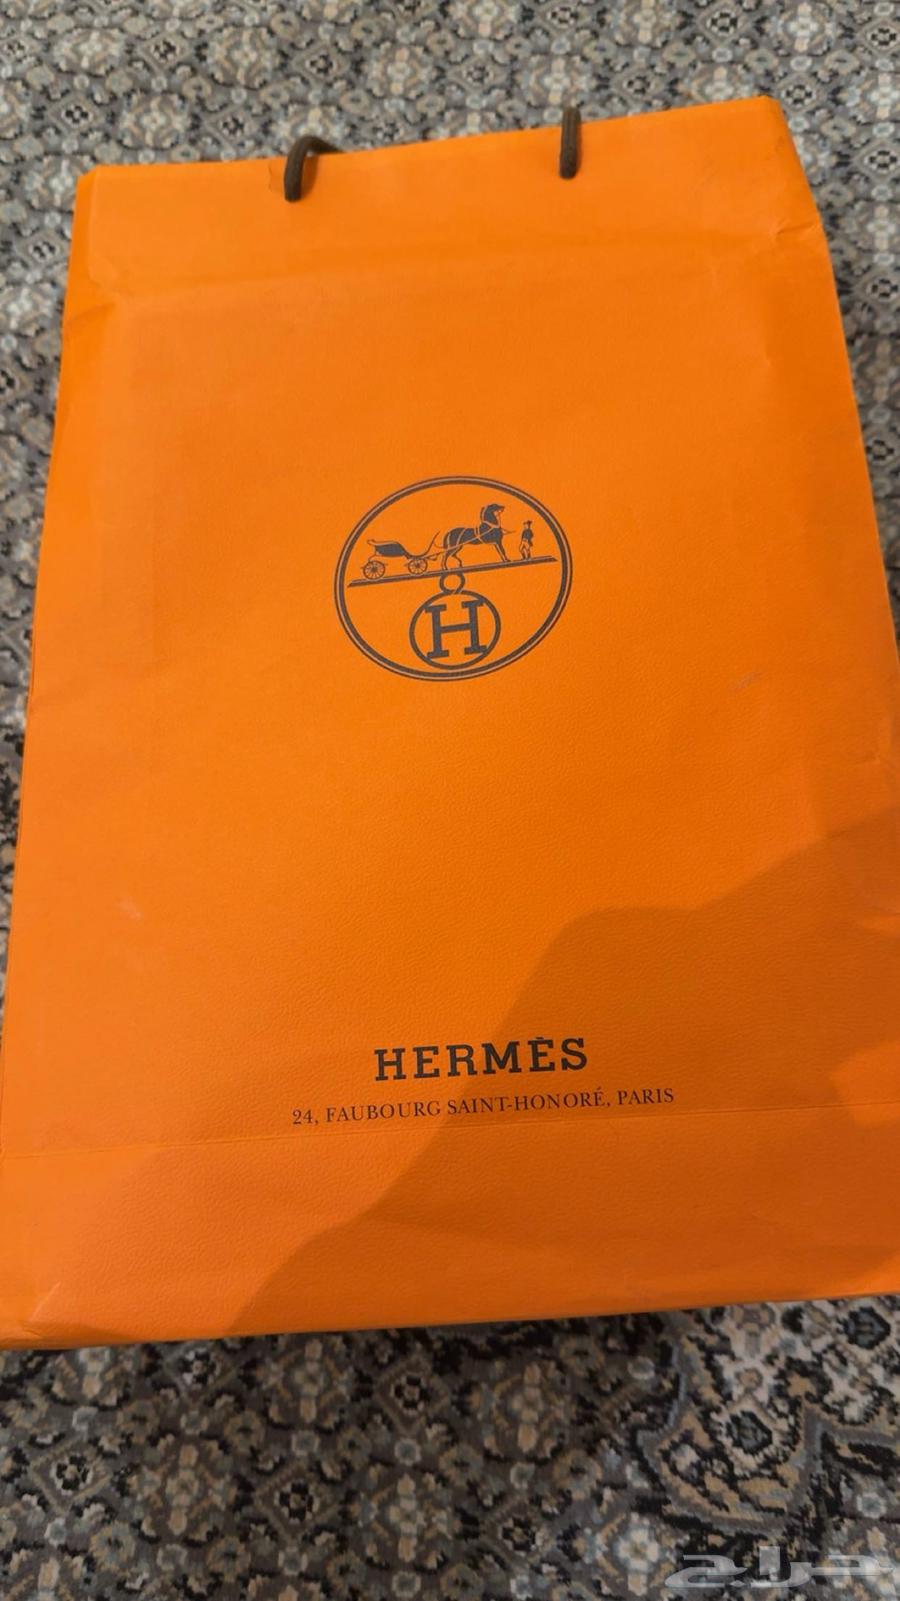 H
HERMÈS
24, FAUBOURG SAINT-HONORÉ, PARIS
حراج